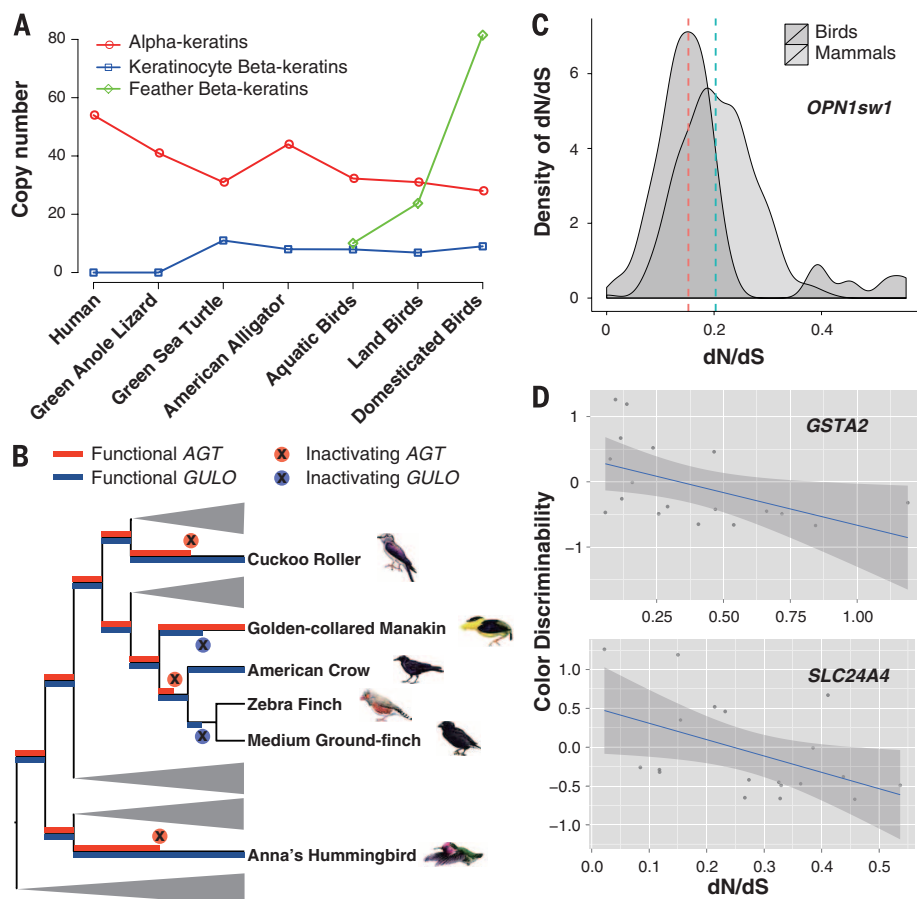 A
80
60
40
20
0
Copy number
Alpha-keratins
Keratinocyte Beta-keratins
Feather Beta-keratins
Human
Green Anole Lizard
Green Sea Turtle
American Alligator
Aquatic Birds
Land Birds
Domesticated Birds
B
Functional AGT
Functional GULO
X Inactivating AGT
X Inactivating GULO
X
Cuckoo Roller
Golden-collared Manakin
X
American Crow
X
Zebra Finch
X
Medium Ground-finch
X
Anna's Hummingbird
C
Birds
Mammals
OPN1sw1
Density of dN/dS
6
4
2
0
0
0.2
0.4
dN/dS
D
GSTA2
1
0
−1
0.25
0.50
0.75
1.00
Color Discriminability
SLC24A4
1.0
0.5
0.0
−0.5
−1.0
0.0
0.1
0.2
0.3
0.4
0.5
dN/dS